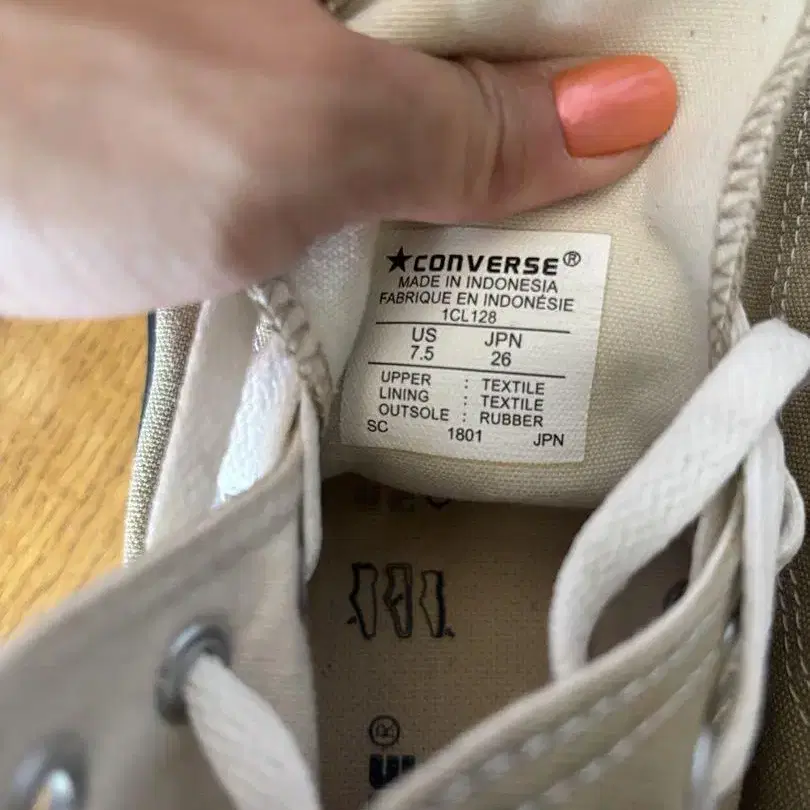 ★CONVERSE®
MADE IN INDONESIA
FABRIQUE EN INDONÉSIE
1CL128
US JPN
7.5 26
UPPER : TEXTILE
LINING : TEXTILE
OUTSOLE : RUBBER
SC 1801 JPN
®